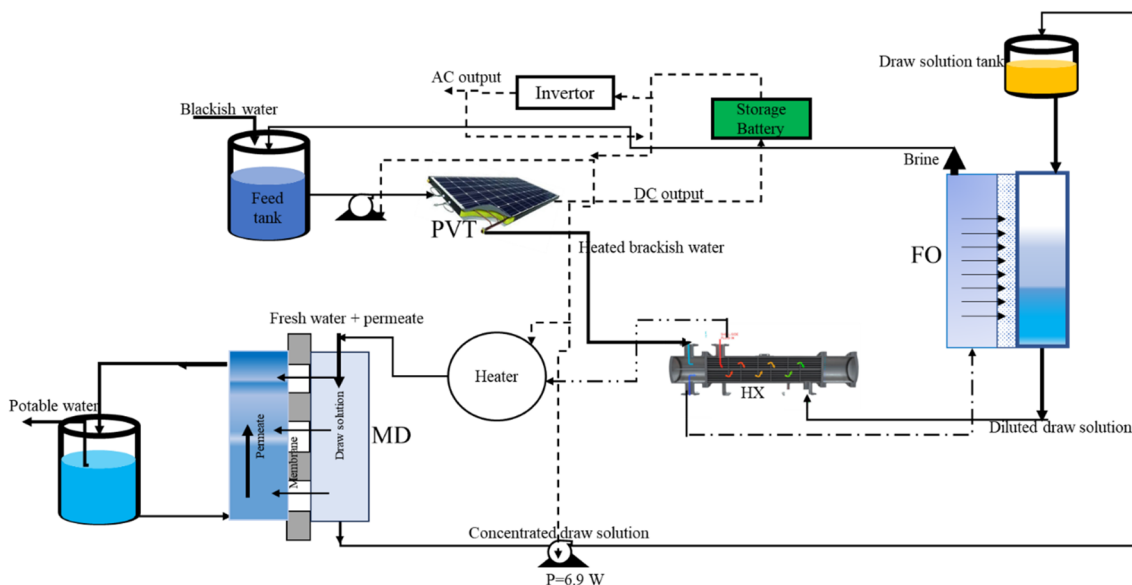 AC output
Invertor
Draw solution tank
Blackish water
Storage
Battery
Brine
Feed
tank
DC output
PVT
Heated brackish water
FO
Fresh water + permeate
Heater
HX
Potable water
Permeate
Membrane
Draw solution
MD
Diluted draw solution
Concentrated draw solution
P=6.9 W